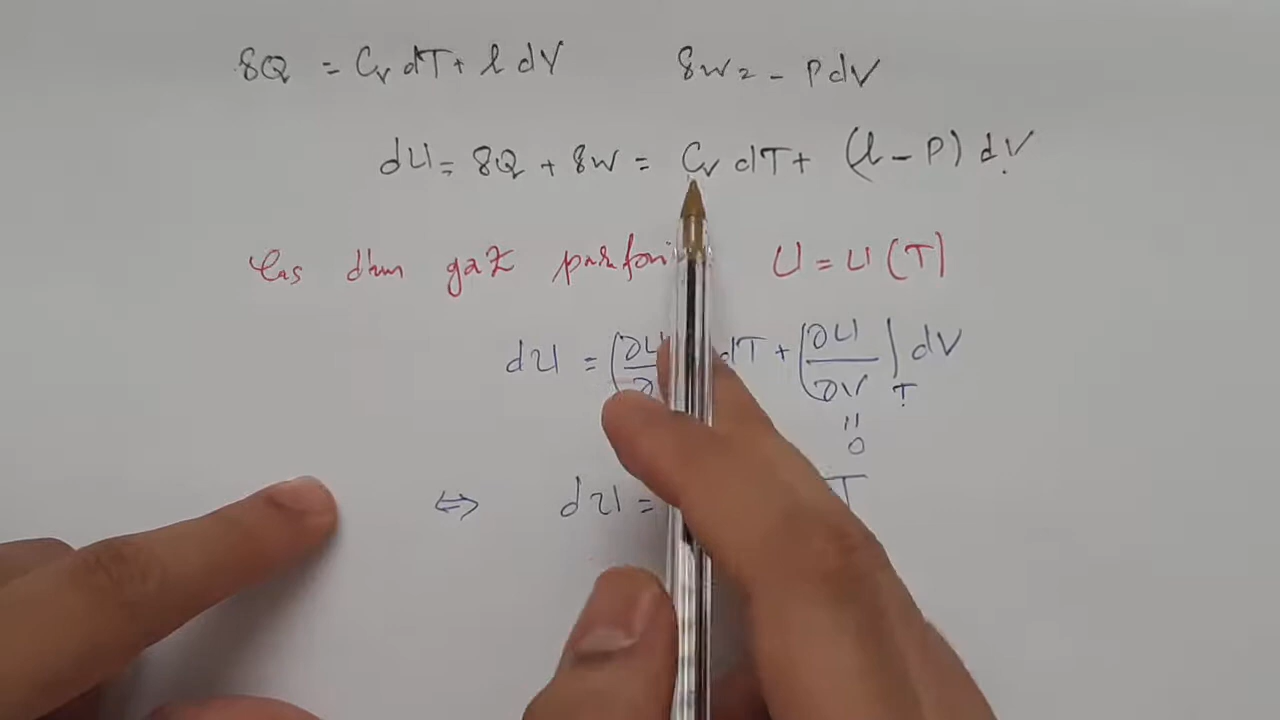 δQ = Cv dT + l dV δW = - PdV
dU = δQ + δW = Cv dT + (l - P) dV
Cas d'un gaz parfait U = U(T)
dU = (∂U dT + (∂U/∂V)T dV
=
0
⇔ dU = T